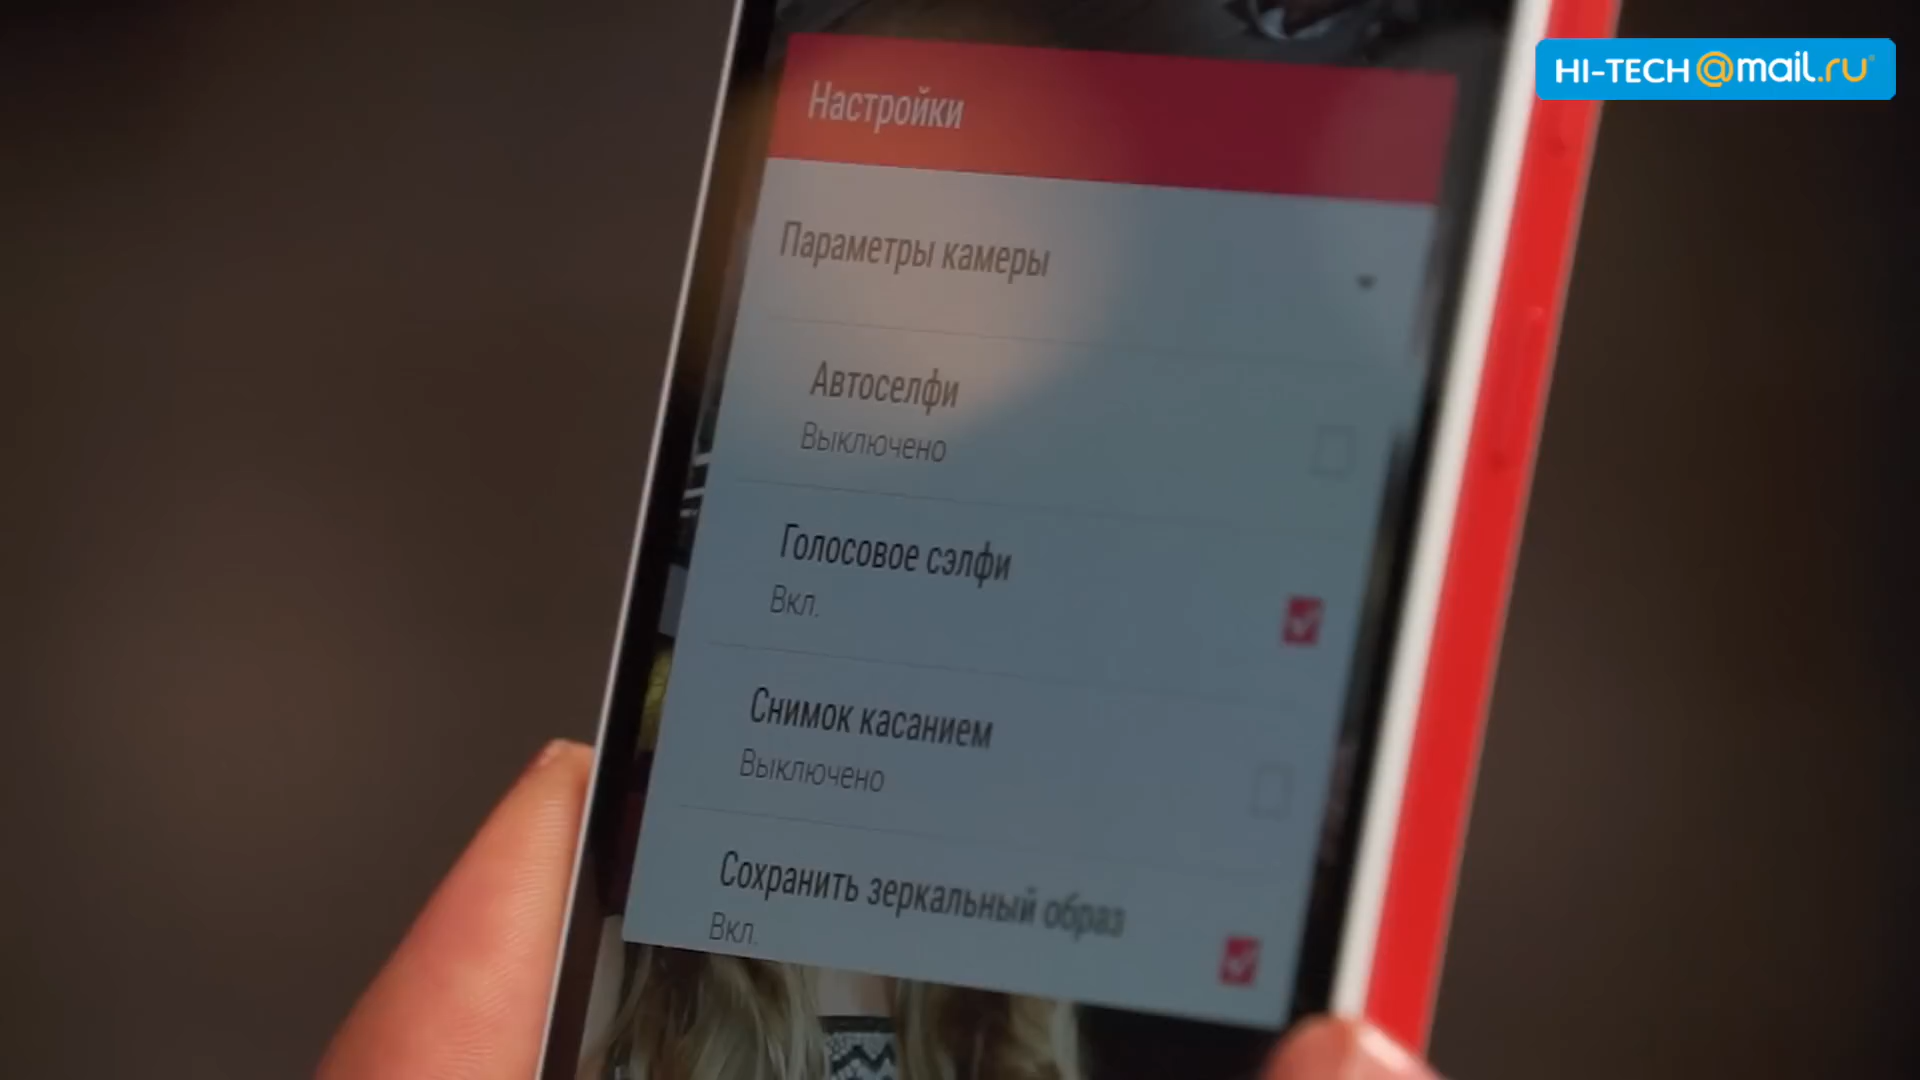 HI-TECH@mail.ru
Настройки
Параметры камеры
Автоселфи
Выключено
Голосовое сэлфи
Вкл.
Снимок касанием
Выключено
Сохранить зеркальный образ
Вкл.